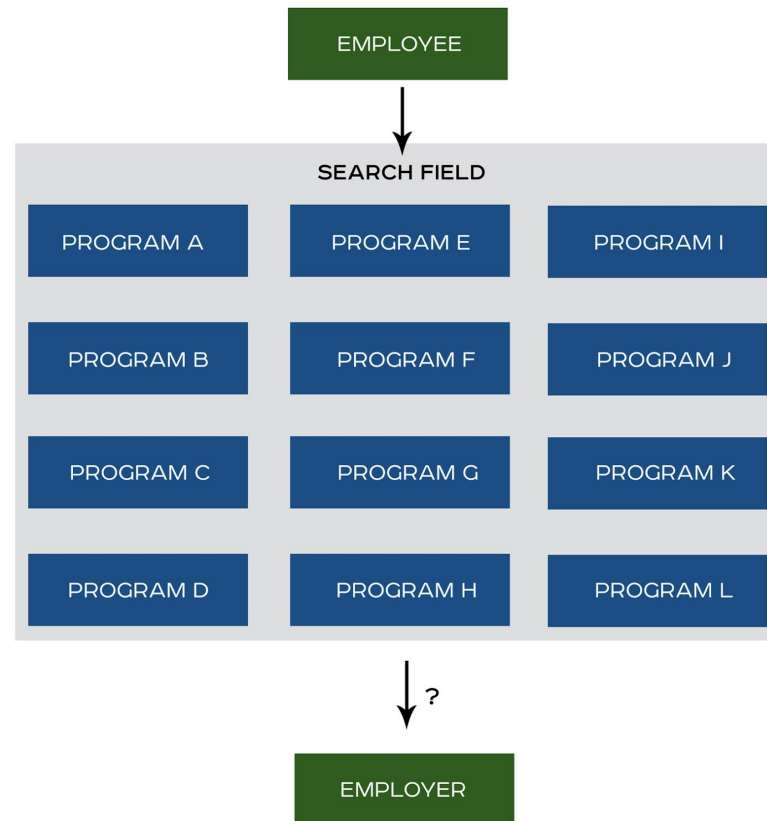 EMPLOYEE
SEARCH FIELD
PROGRAM A
PROGRAM E
PROGRAM I
PROGRAM B
PROGRAM F
PROGRAM J
PROGRAM C
PROGRAM G
PROGRAM K
PROGRAM D
PROGRAM H
PROGRAM L
?
EMPLOYER